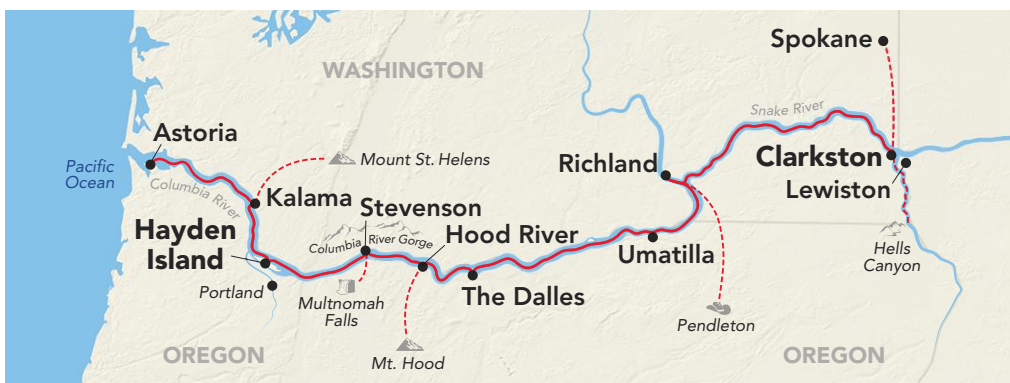 Spokane
WASHINGTON
Snake River
Astoria
Pacific
Ocean
Mount St. Helens
Richland
Clarkston
Lewiston
Columbia River
Kalama
Stevenson
Hayden
Island
Columbia River Gorge
Hood River
Umatilla
Hells
Canyon
Portland
Multnomah
Falls
The Dalles
Pendleton
OREGON
Mt. Hood
OREGON